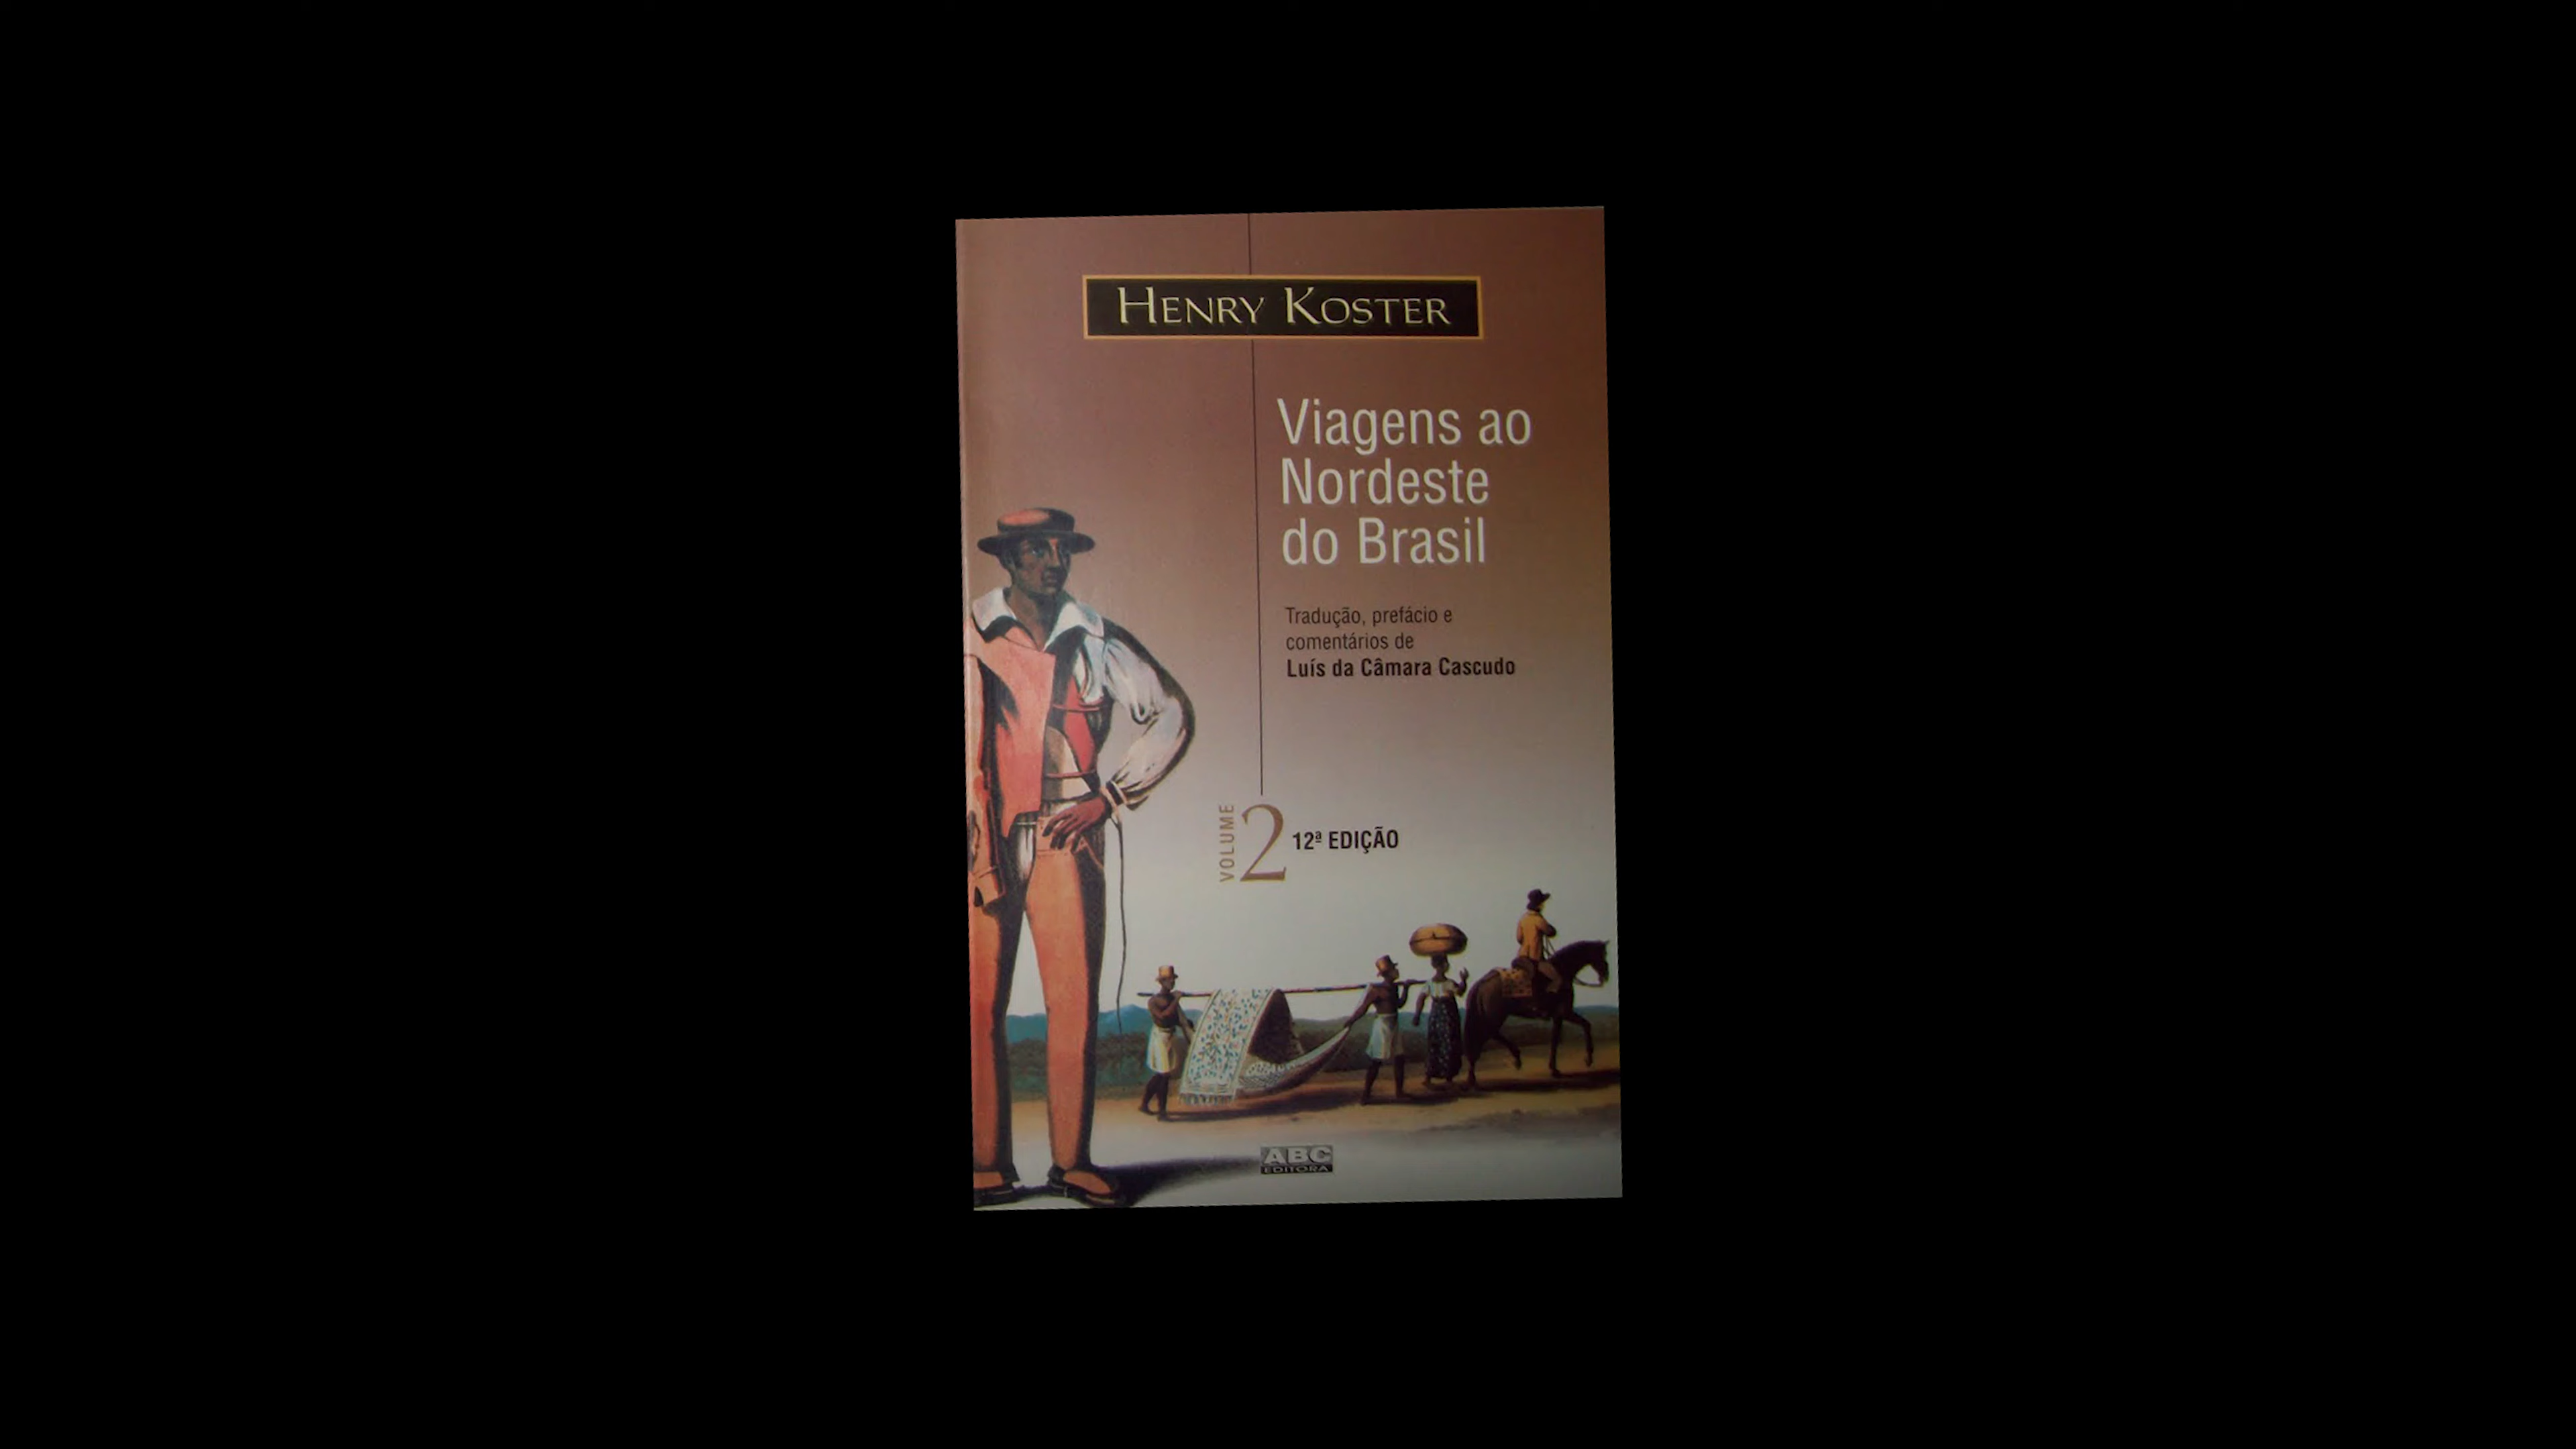 HENRY KOSTER
Viagens ao
Nordeste
do Brasil
Tradução, prefácio e
comentários de
Luís da Câmara Cascudo
VOLUME
2
12ª EDIÇÃO
ABC
EDITORA